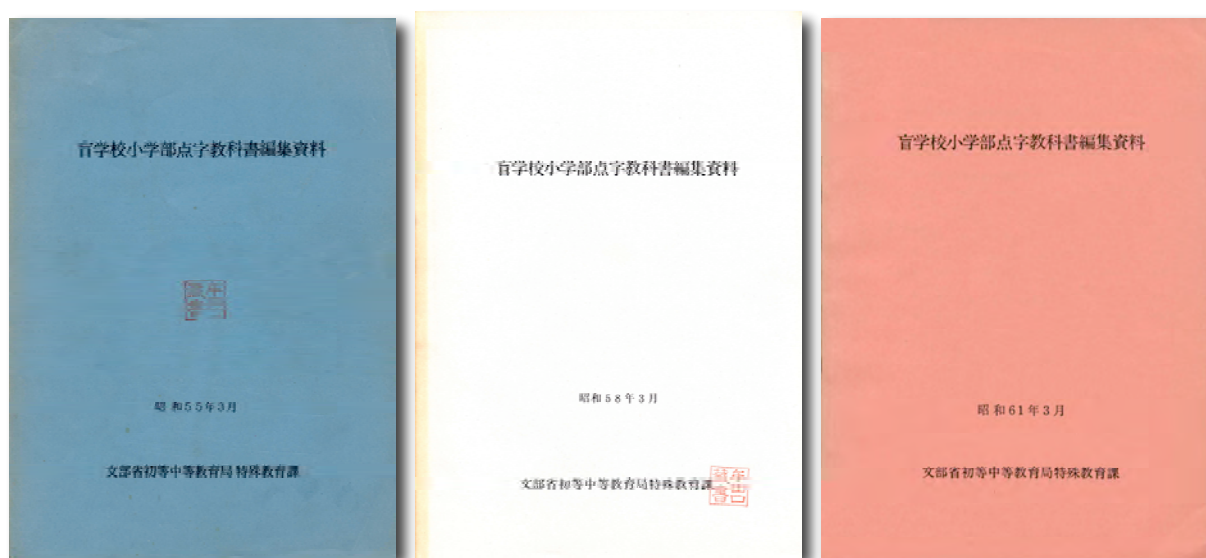 盲学校小学部点字教科書編集資料
昭和55年3月
文部省初等中等教育局特殊教育課
盲学校小学部点字教科書編集資料
昭和58年3月
文部省初等中等教育局特殊教育課
盲学校小学部点字教科書編集資料
昭和61年3月
文部省初等中等教育局特殊教育課